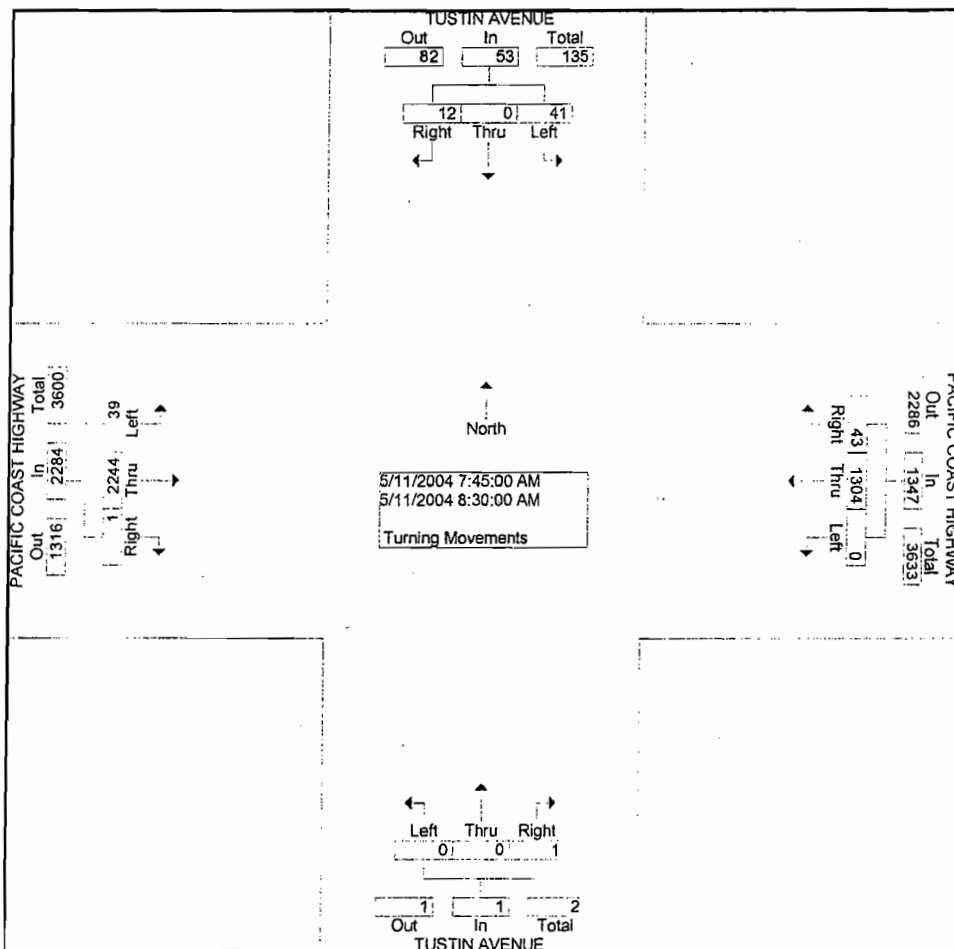 TUSTIN AVENUE
Out In Total
82 53 135
12 0 41
Right Thru Left
PACIFIC COAST HIGHWAY
Out In Total
1316 2284 3600
39 2244 1
Left Thru Right
North
5/11/2004 7:45:00 AM
5/11/2004 8:30:00 AM
Turning Movements
PACIFIC COAST HIGHWAY
Out In Total
2286 1347 3633
43 1304 0
Right Thru Left
Left Thru Right
0 0 1
1 1 2
Out In Total
TUSTIN AVENUE